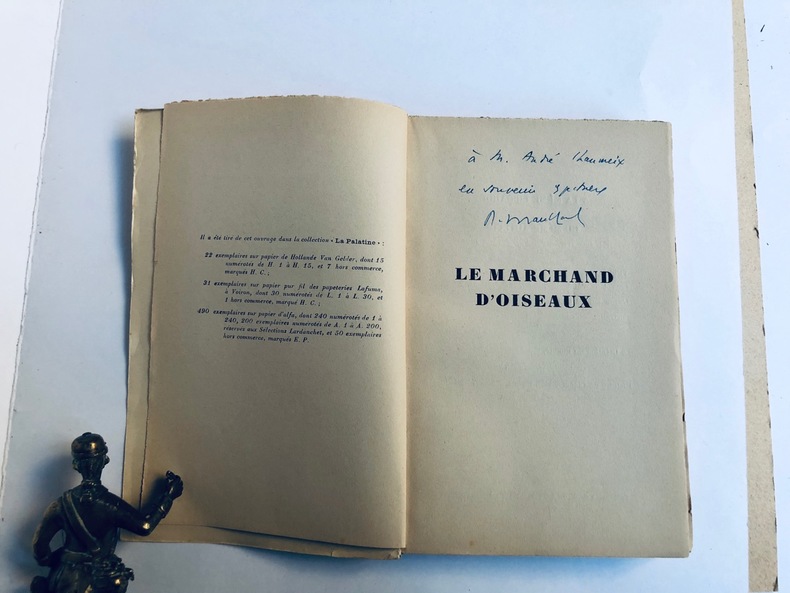 Il a été tiré de cet ouvrage dans la collection « La Palatine » :
22 exemplaires sur papier de Hollande Van Gelder, dont 15
numérotés de H. 1 à H. 15, et 7 hors commerce,
marqués H. C. ;
31 exemplaires sur papier pur fil des papeteries Lafuma,
à Voiron, dont 30 numérotés de L. 1 à L. 30, et
1 hors commerce, marqué H. C. ;
490 exemplaires sur papier d'alfa, dont 240 numérotés de 1 à
240, 200 exemplaires numérotés de A. 1 à A. 200,
réservés aux Sélections Lardanchet, et 50 exemplaires
hors commerce, marqués E. P.
à M. André Chaumeix
en souvenir
LE MARCHAND
D'OISEAUX